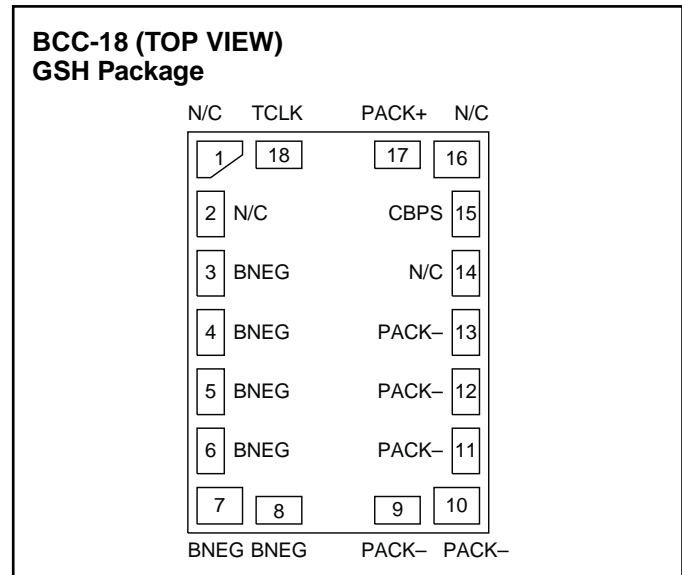 BCC-18 (TOP VIEW)
GSH Package
N/C TCLK PACK+ N/C
1 18 17 16
2 N/C CBPS 15
3 BNEG N/C 14
4 BNEG PACK– 13
5 BNEG PACK– 12
6 BNEG PACK– 11
7 8 9 10
BNEG BNEG PACK– PACK–